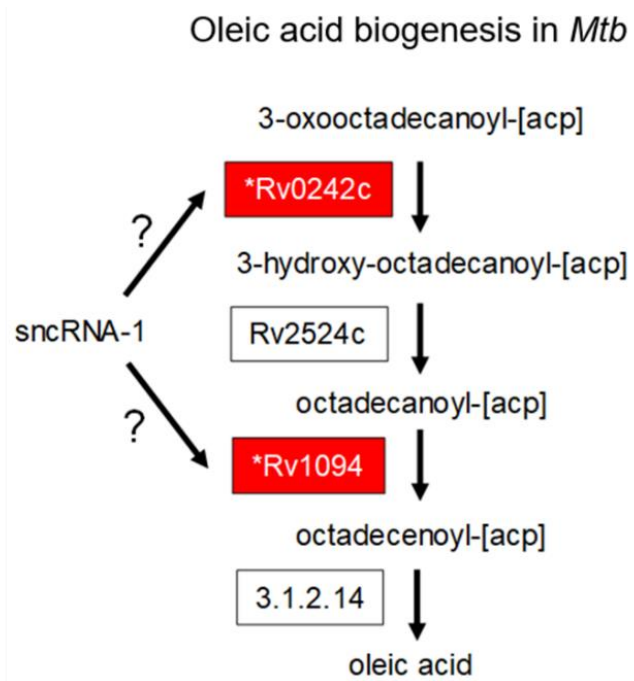 Oleic acid biogenesis in Mtb
3-oxooctadecanoyl-[acp]
*Rv0242c
?
3-hydroxy-octadecanoyl-[acp]
sncRNA-1
Rv2524c
octadecanoyl-[acp]
?
*Rv1094
octadecenoyl-[acp]
3.1.2.14
oleic acid